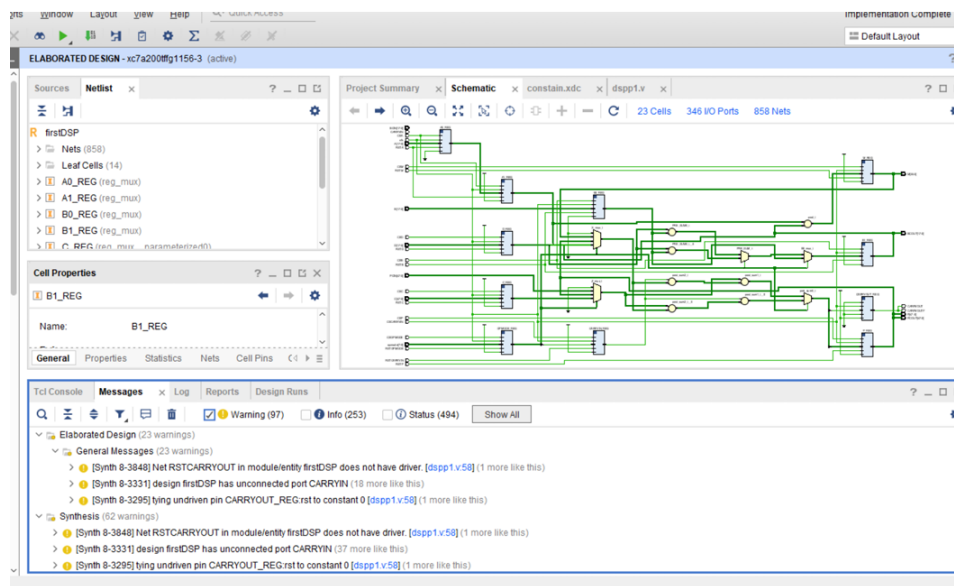 Window Layout View Help Quick Access
Implementation Complete
Default Layout
ELABORATED DESIGN - xc7a200tffg1156-3 (active)
Sources Netlist
firstDSP
Nets (858)
Leaf Cells (14)
A0_REG (reg_mux)
A1_REG (reg_mux)
B0_REG (reg_mux)
B1_REG (reg_mux)
C_REG (reg_mux__parameterized0)
Project Summary Schematic constain.xdc dspp1.v
23 Cells 346 I/O Ports 858 Nets
Cell Properties
B1_REG
Name: B1_REG
General Properties Statistics Nets Cell Pins
Tcl Console Messages Log Reports Design Runs
Warning (97) Info (253) Status (494) Show All
Elaborated Design (23 warnings)
General Messages (23 warnings)
[Synth 8-3848] Net RSTCARRYOUT in module/entity firstDSP does not have driver. [dspp1.v:58] (1 more like this)
[Synth 8-3331] design firstDSP has unconnected port CARRYIN (18 more like this)
[Synth 8-3295] tying undriven pin CARRYOUT_REG:rst to constant 0 [dspp1.v:58] (1 more like this)
Synthesis (62 warnings)
[Synth 8-3848] Net RSTCARRYOUT in module/entity firstDSP does not have driver. [dspp1.v:58] (1 more like this)
[Synth 8-3331] design firstDSP has unconnected port CARRYIN (37 more like this)
[Synth 8-3295] tying undriven pin CARRYOUT_REG:rst to constant 0 [dspp1.v:58] (1 more like this)